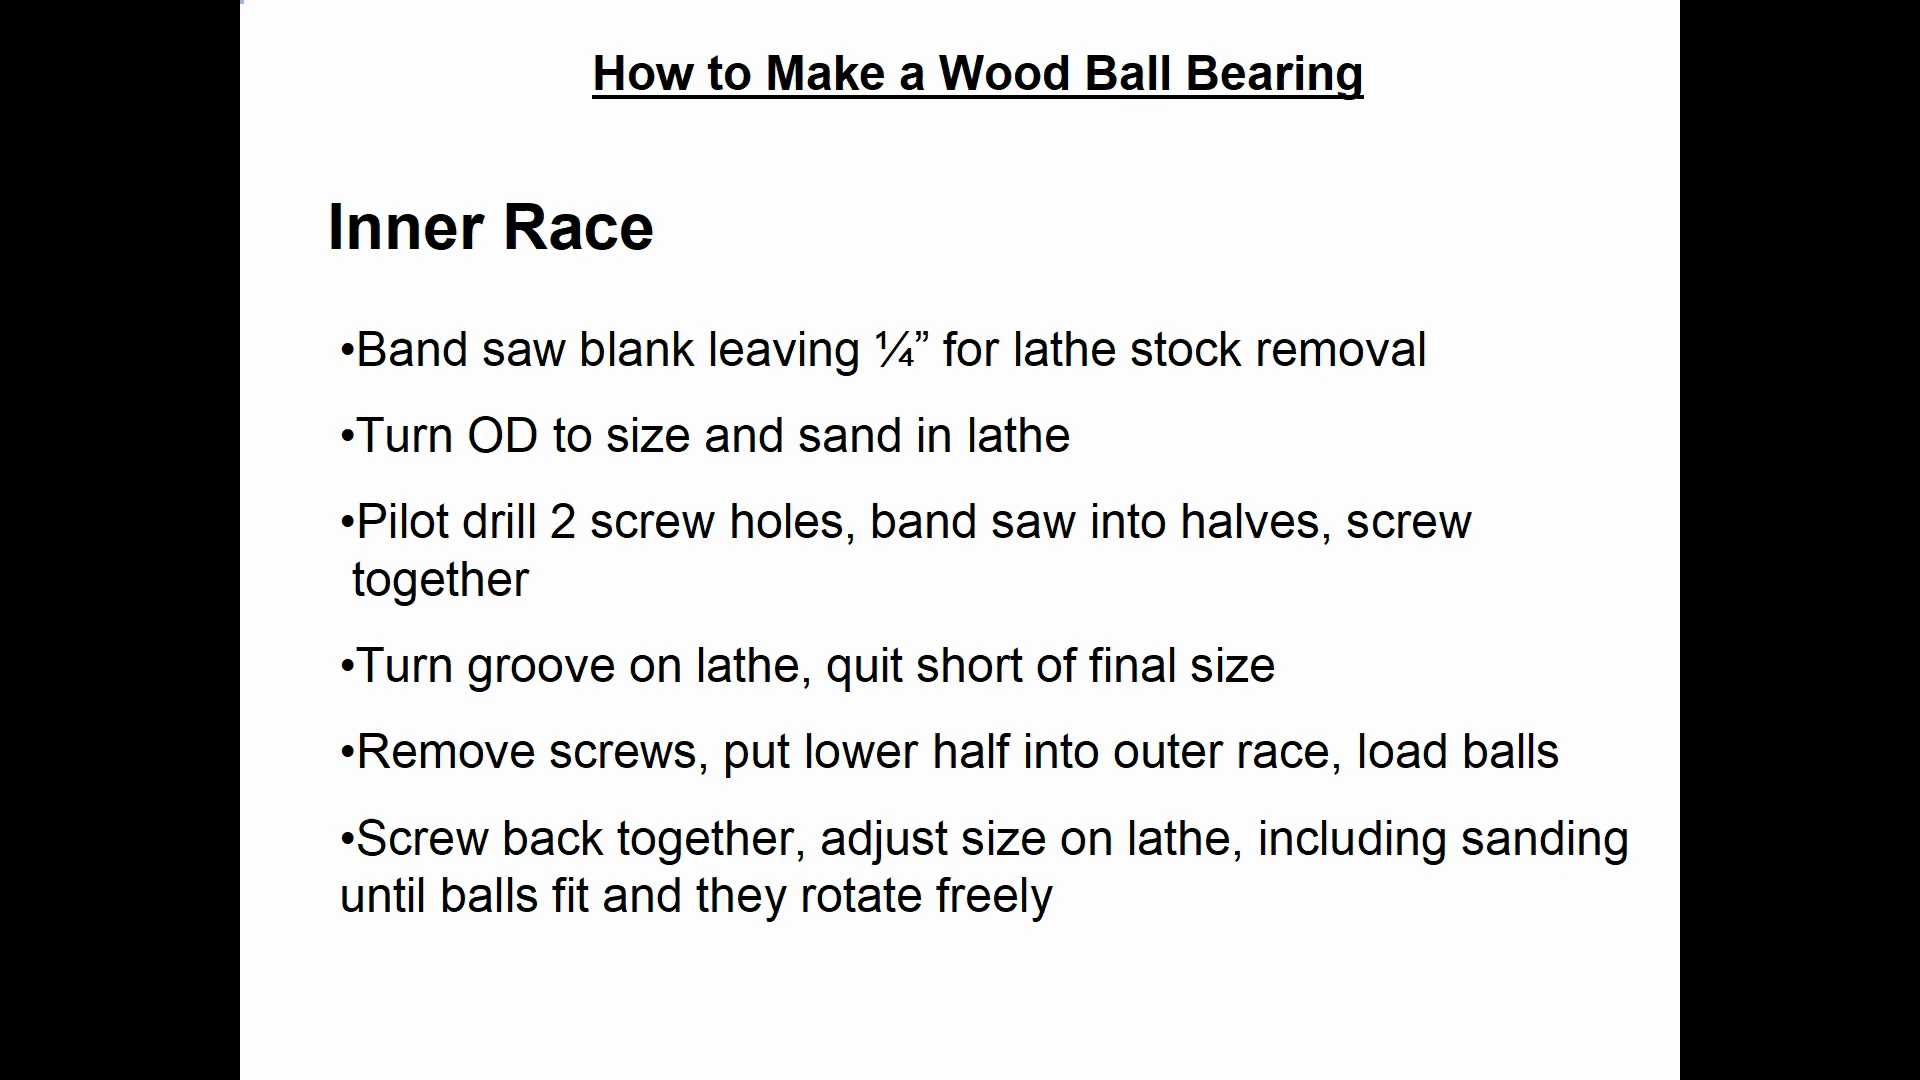 How to Make a Wood Ball Bearing
Inner Race
•Band saw blank leaving ¼” for lathe stock removal
•Turn OD to size and sand in lathe
•Pilot drill 2 screw holes, band saw into halves, screw
together
•Turn groove on lathe, quit short of final size
•Remove screws, put lower half into outer race, load balls
•Screw back together, adjust size on lathe, including sanding
until balls fit and they rotate freely